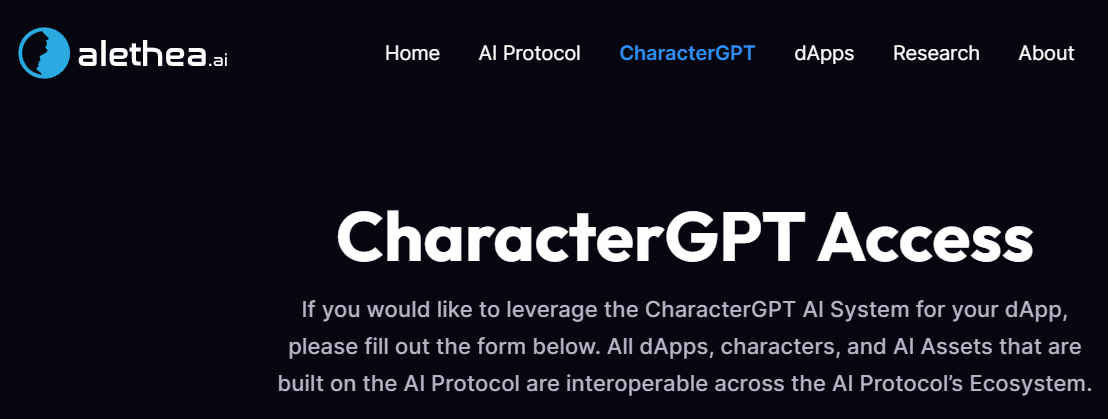 alethea.ai
Home AI Protocol CharacterGPT dApps Research About
CharacterGPT Access
If you would like to leverage the CharacterGPT AI System for your dApp,
please fill out the form below. All dApps, characters, and AI Assets that are
built on the AI Protocol are interoperable across the AI Protocol’s Ecosystem.